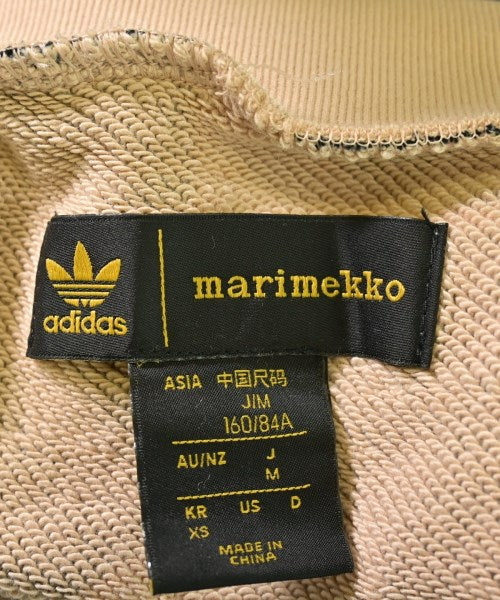 adidas
marimekko
ASIA 中国尺码
J/M
160/84A
AU/NZ J
M
KR US D
XS
MADE IN
CHINA